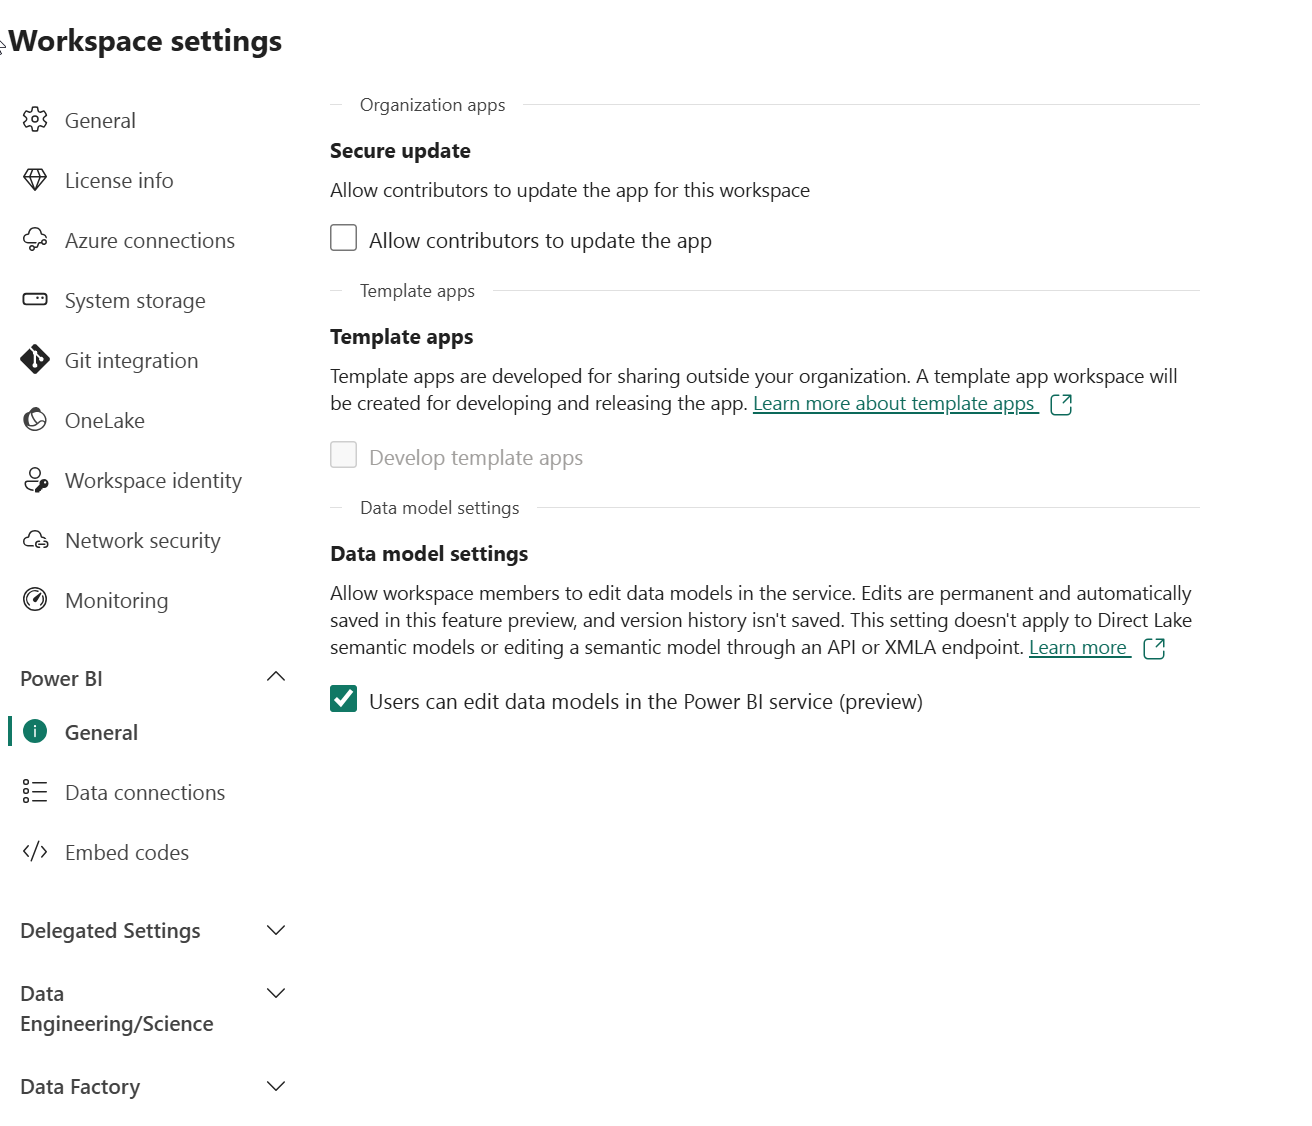 Workspace settings
General
License info
Azure connections
System storage
Git integration
OneLake
Workspace identity
Network security
Monitoring
Power BI
General
Data connections
Embed codes
Delegated Settings
Data
Engineering/Science
Data Factory
Organization apps
Secure update
Allow contributors to update the app for this workspace
Allow contributors to update the app
Template apps
Template apps
Template apps are developed for sharing outside your organization. A template app workspace will
be created for developing and releasing the app. Learn more about template apps
Develop template apps
Data model settings
Data model settings
Allow workspace members to edit data models in the service. Edits are permanent and automatically
saved in this feature preview, and version history isn't saved. This setting doesn't apply to Direct Lake
semantic models or editing a semantic model through an API or XMLA endpoint. Learn more
Users can edit data models in the Power BI service (preview)